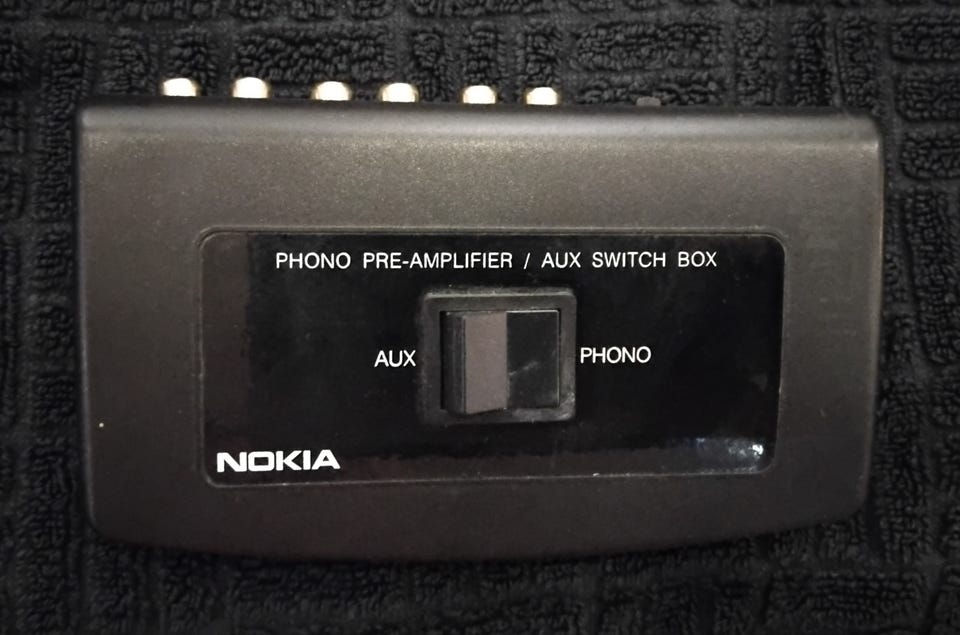 PHONO PRE-AMPLIFIER / AUX SWITCH BOX
AUX PHONO
NOKIA